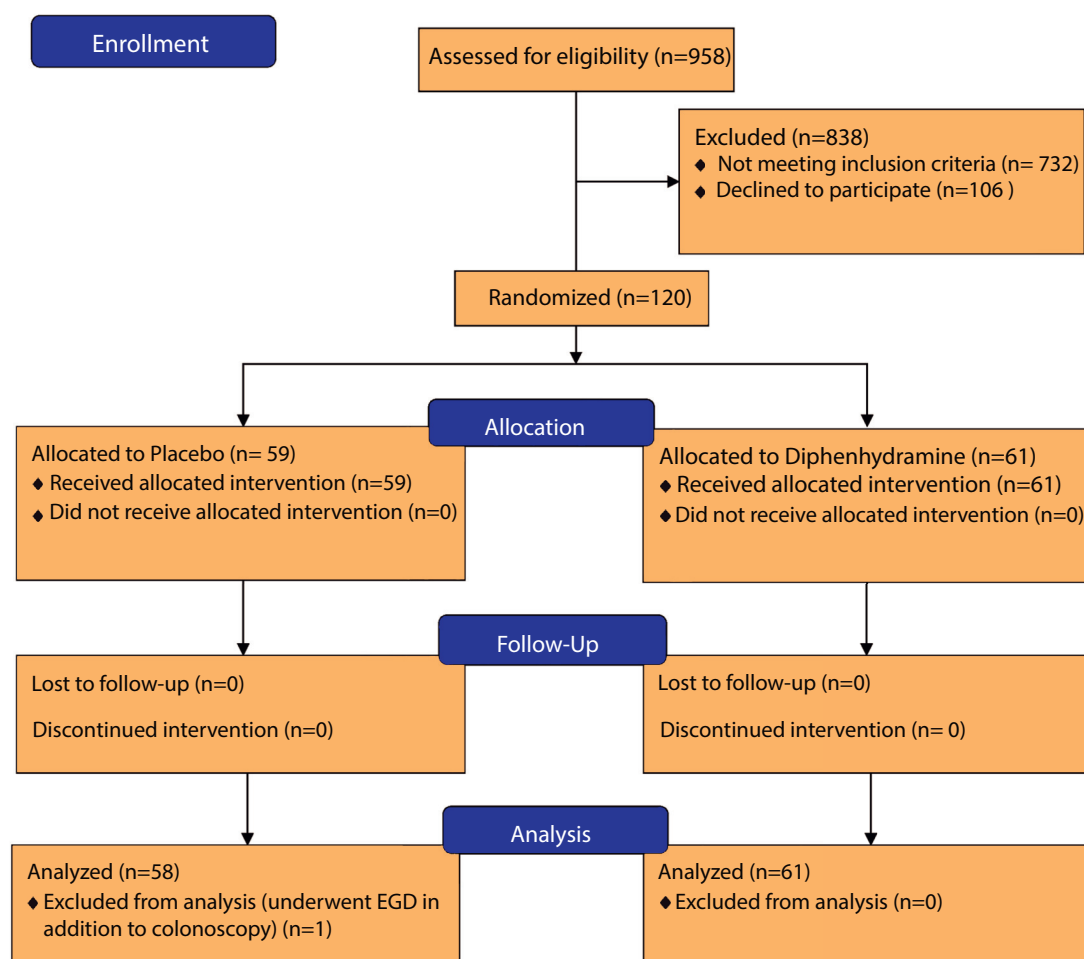 Enrollment
Assessed for eligibility (n=958)
Excluded (n=838)
◆ Not meeting inclusion criteria (n= 732)
◆ Declined to participate (n=106 )
Randomized (n=120)
Allocation
Allocated to Placebo (n= 59)
◆ Received allocated intervention (n=59)
◆ Did not receive allocated intervention (n=0)
Allocated to Diphenhydramine (n=61)
◆ Received allocated intervention (n=61)
◆ Did not receive allocated intervention (n=0)
Follow-Up
Lost to follow-up (n=0)
Discontinued intervention (n=0)
Lost to follow-up (n=0)
Discontinued intervention (n= 0)
Analysis
Analyzed (n=58)
◆ Excluded from analysis (underwent EGD in
addition to colonoscopy) (n=1)
Analyzed (n=61)
◆ Excluded from analysis (n=0)